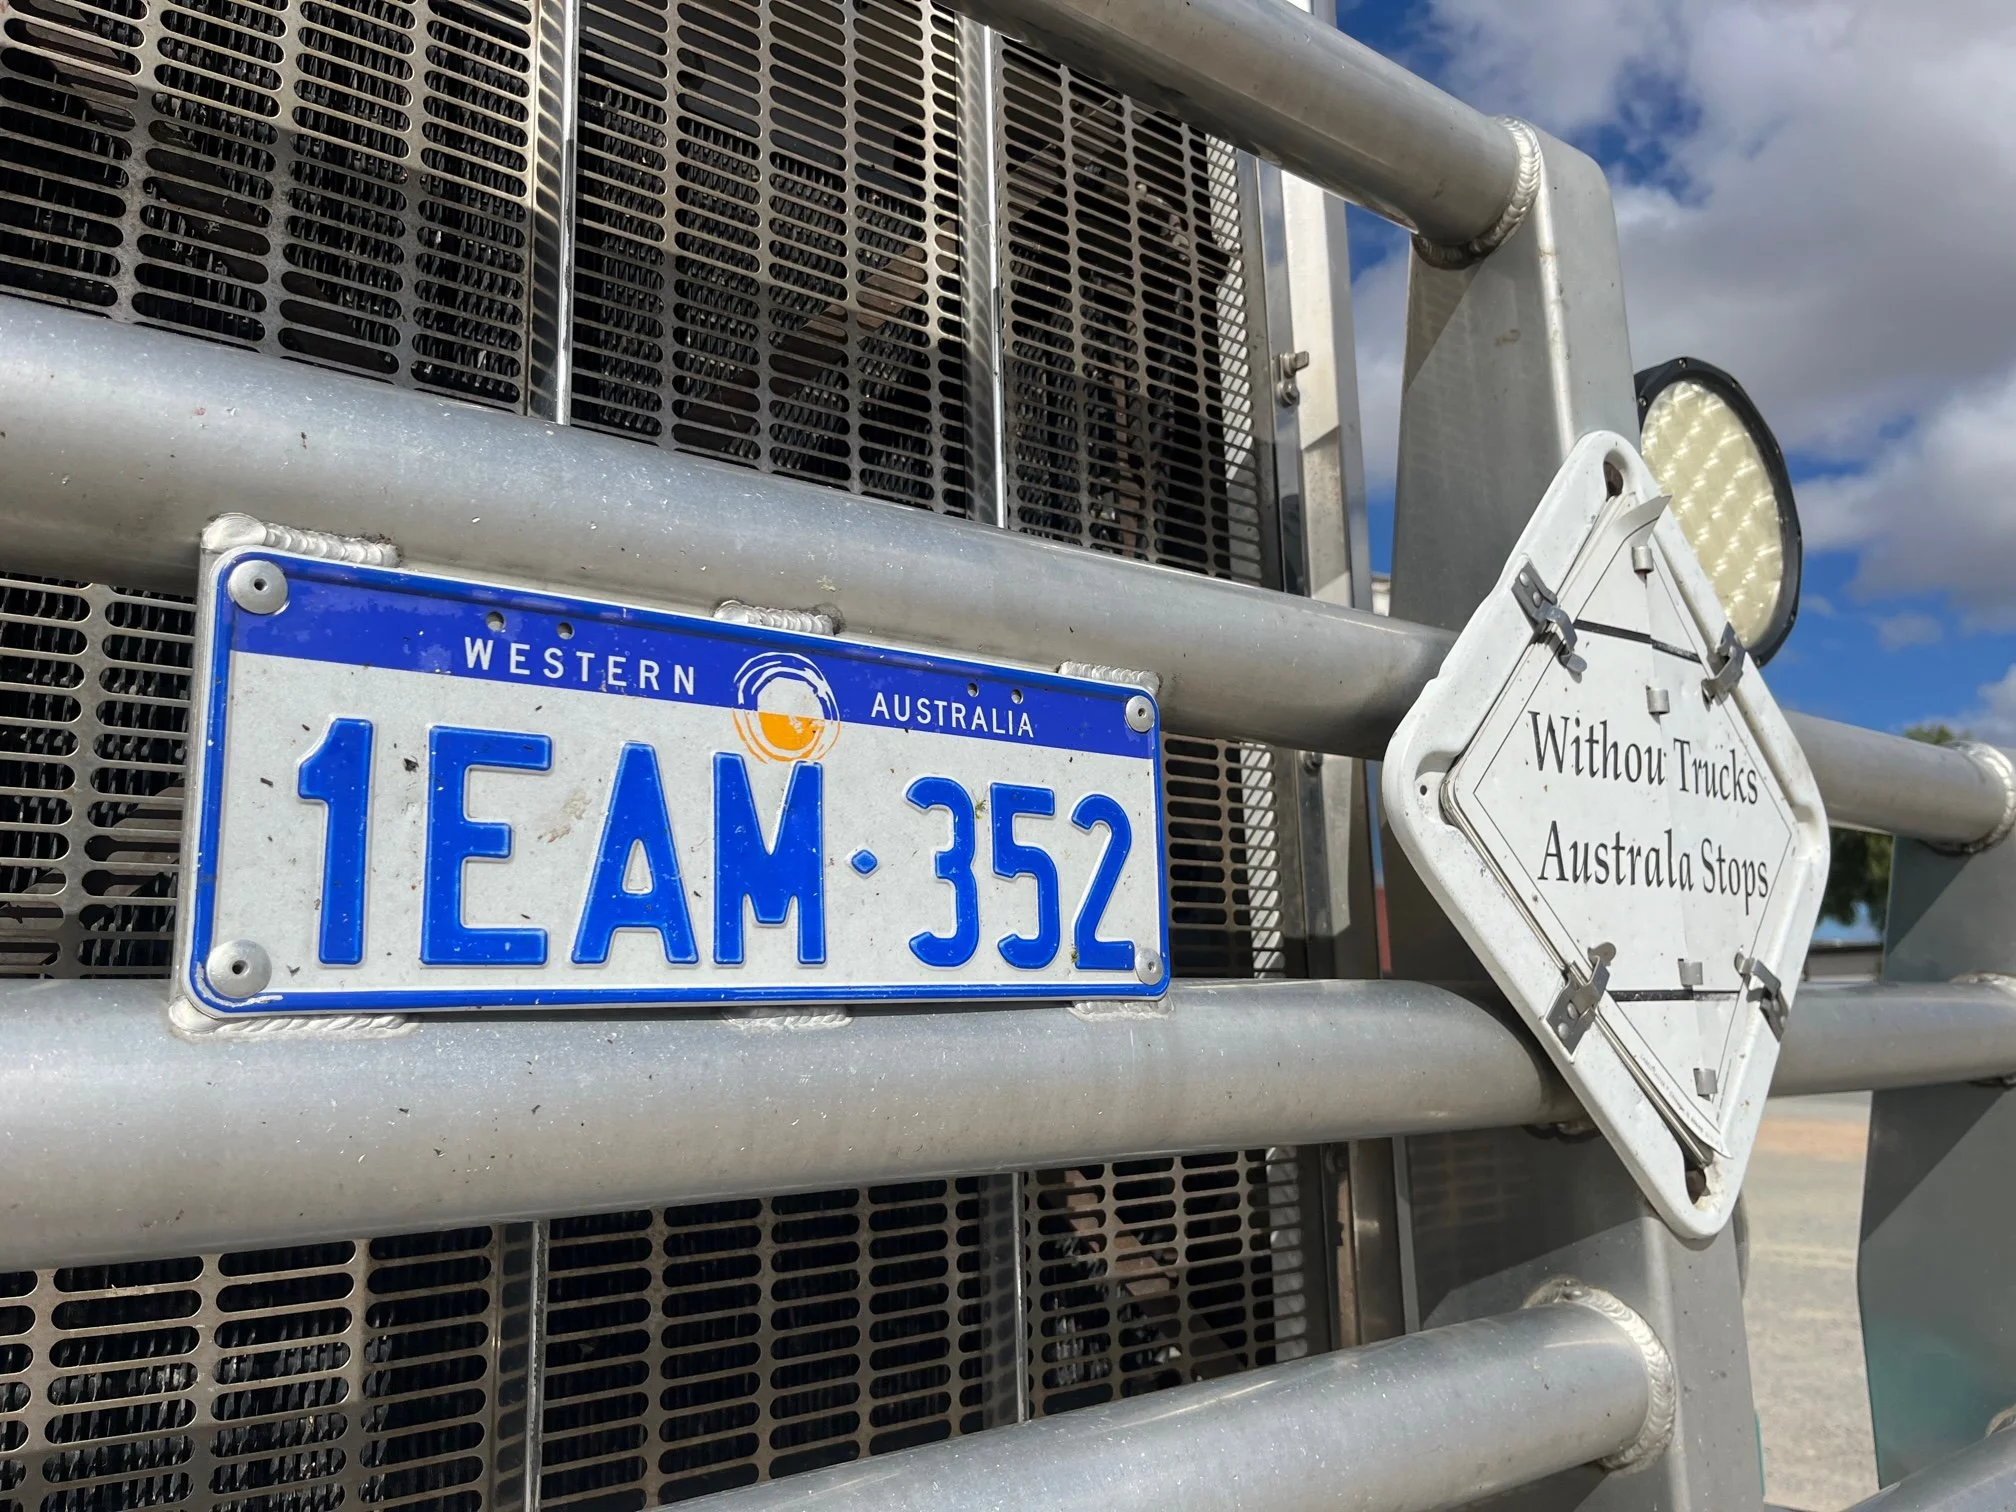 WESTERN AUSTRALIA
1EAM·352
Withou Trucks
Australa Stops